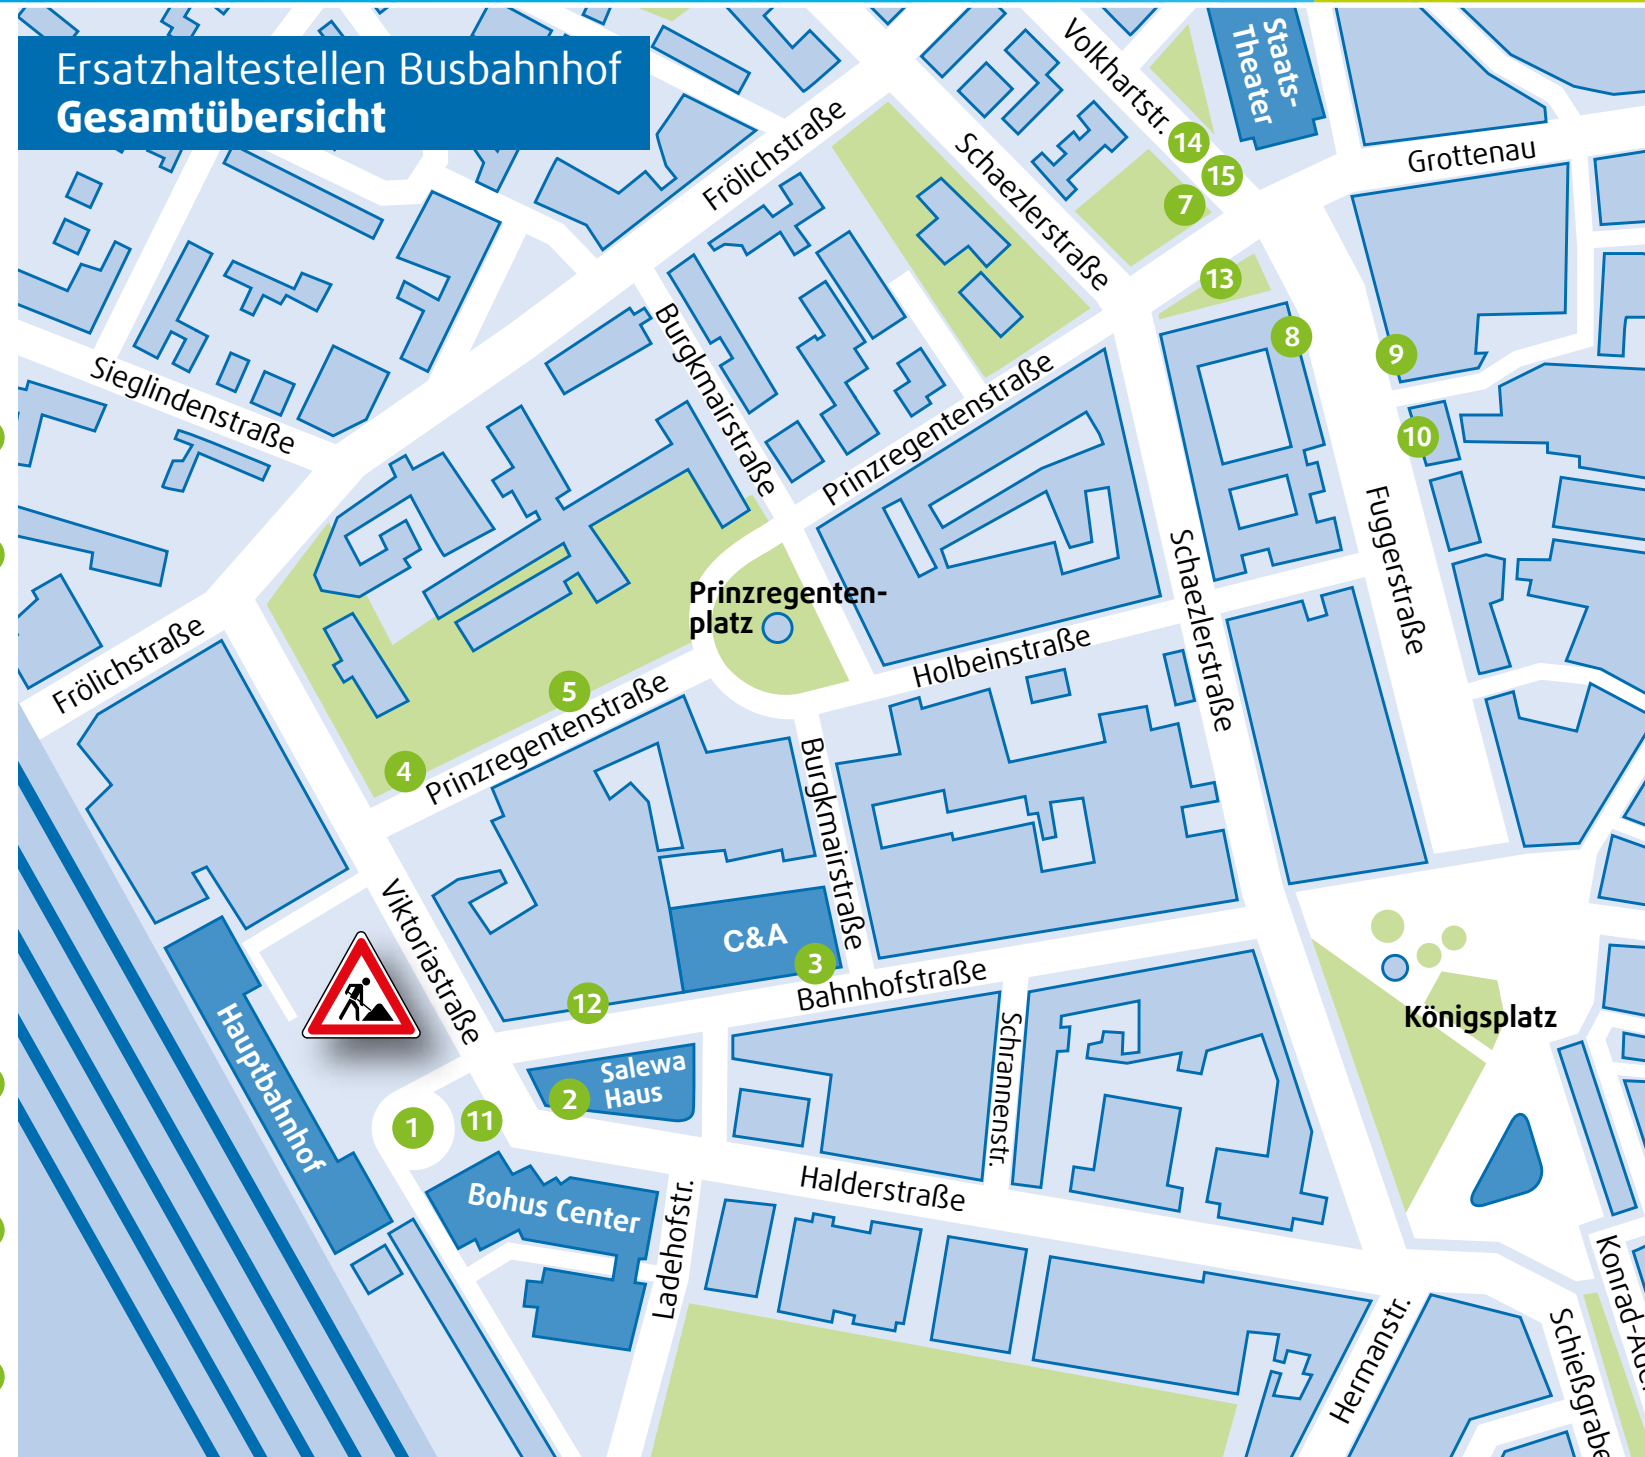 Ersatzhaltestellen Busbahnhof
Gesamtübersicht
Volkhartstr.
Staats-
Theater
14
15
7
Grottenau
Frölichstraße
Schaezlerstraße
13
8
9
10
Burgkmairstraße
Sieglindenstraße
Prinzregentenstraße
Fuggerstraße
Schaezlerstraße
Prinzregenten-
platz
Holbeinstraße
Frölichstraße
5
4
Prinzregentenstraße
Burgkmairstraße
Viktoriastraße
C&A
3
12
Bahnhofstraße
Königsplatz
Hauptbahnhof
Schrannenstr.
Salewa
Haus
2
1
11
Bohus Center
Halderstraße
Ladehofstr.
Hermanstr.
Konrad-Ade
Schießgrabe